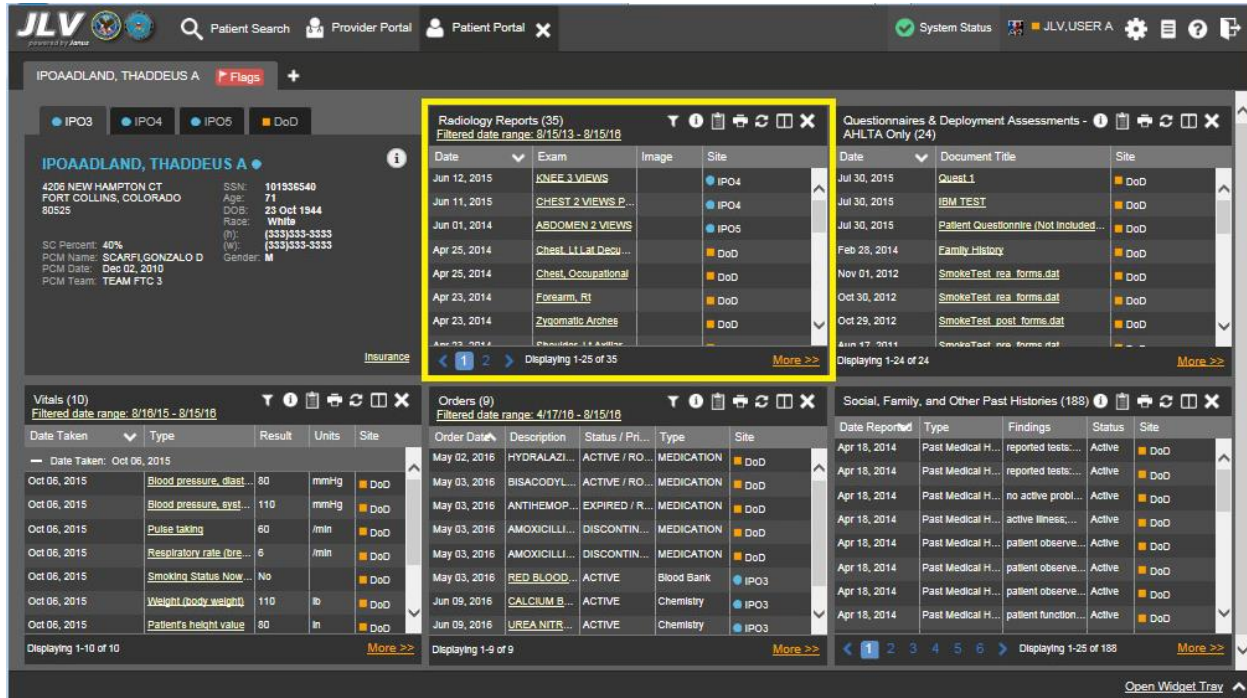 JLV
powered by Janus
Patient Search
Provider Portal
Patient Portal
System Status
JLV,USER A
IPOAADLAND, THADDEUS A
Flags
IPO3
IPO4
IPO5
DoD
IPOAADLAND, THADDEUS A
4206 NEW HAMPTON CT
FORT COLLINS, COLORADO
80525
SSN: 101936540
Age: 71
DOB: 23 Oct 1944
Race: White
(h): (333)333-3333
(w): (333)333-3333
Gender: M
SC Percent: 40%
PCM Name: SCARFI,GONZALO D
PCM Date: Dec 02, 2010
PCM Team: TEAM FTC 3
Insurance
Radiology Reports (35)
Filtered date range: 8/15/13 - 8/15/16
Date Exam Image Site
Jun 12, 2015 KNEE 3 VIEWS IPO4
Jun 11, 2015 CHEST 2 VIEWS P... IPO4
Jun 01, 2014 ABDOMEN 2 VIEWS IPO5
Apr 25, 2014 Chest, Lt Lat Decu... DoD
Apr 25, 2014 Chest, Occupational DoD
Apr 23, 2014 Forearm, Rt DoD
Apr 23, 2014 Zygomatic Arches DoD
Apr 23, 2014 Shoulder, Lt Axillar
1 2 Displaying 1-25 of 35 More >>
Questionnaires & Deployment Assessments -
AHLTA Only (24)
Date Document Title Site
Jul 30, 2015 Quest 1 DoD
Jul 30, 2015 IBM TEST DoD
Jul 30, 2015 Patient Questionnire (Not Included... DoD
Feb 28, 2014 Family History DoD
Nov 01, 2012 SmokeTest_rea_forms.dat DoD
Oct 30, 2012 SmokeTest_rea_forms.dat DoD
Oct 29, 2012 SmokeTest_post_forms.dat DoD
Aug 17, 2011 SmokeTest_pre_forms.dat
Displaying 1-24 of 24 More >>
Vitals (10)
Filtered date range: 8/16/15 - 8/15/16
Date Taken Type Result Units Site
Date Taken: Oct 06, 2015
Oct 06, 2015 Blood pressure, diast... 80 mmHg DoD
Oct 06, 2015 Blood pressure, syst... 110 mmHg DoD
Oct 06, 2015 Pulse taking 60 /min DoD
Oct 06, 2015 Respiratory rate (bre... 6 /min DoD
Oct 06, 2015 Smoking Status Now... No DoD
Oct 06, 2015 Weight (body weight) 110 lb DoD
Oct 06, 2015 Patient's height value 80 in DoD
Displaying 1-10 of 10 More >>
Orders (9)
Filtered date range: 4/17/16 - 8/15/16
Order Date Description Status / Pri... Type Site
May 02, 2016 HYDRALAZI... ACTIVE / RO... MEDICATION DoD
May 03, 2016 BISACODYL... ACTIVE / RO... MEDICATION DoD
May 03, 2016 ANTIHEMOP... EXPIRED / R... MEDICATION DoD
May 03, 2016 AMOXICILLI... DISCONTIN... MEDICATION DoD
May 03, 2016 AMOXICILLI... DISCONTIN... MEDICATION DoD
May 03, 2016 RED BLOOD... ACTIVE Blood Bank IPO3
Jun 09, 2016 CALCIUM B... ACTIVE Chemistry IPO3
Jun 09, 2016 UREA NITR... ACTIVE Chemistry IPO3
Displaying 1-9 of 9 More >>
Social, Family, and Other Past Histories (188)
Date Reported Type Findings Status Site
Apr 18, 2014 Past Medical H... reported tests:... Active DoD
Apr 18, 2014 Past Medical H... reported tests:... Active DoD
Apr 18, 2014 Past Medical H... no active probl... Active DoD
Apr 18, 2014 Past Medical H... active illness;... Active DoD
Apr 18, 2014 Past Medical H... patient observe... Active DoD
Apr 18, 2014 Past Medical H... patient observe... Active DoD
Apr 18, 2014 Past Medical H... patient observe... Active DoD
Apr 18, 2014 Past Medical H... patient function... Active DoD
1 2 3 4 5 6 Displaying 1-25 of 188 More >>
Open Widget Tray